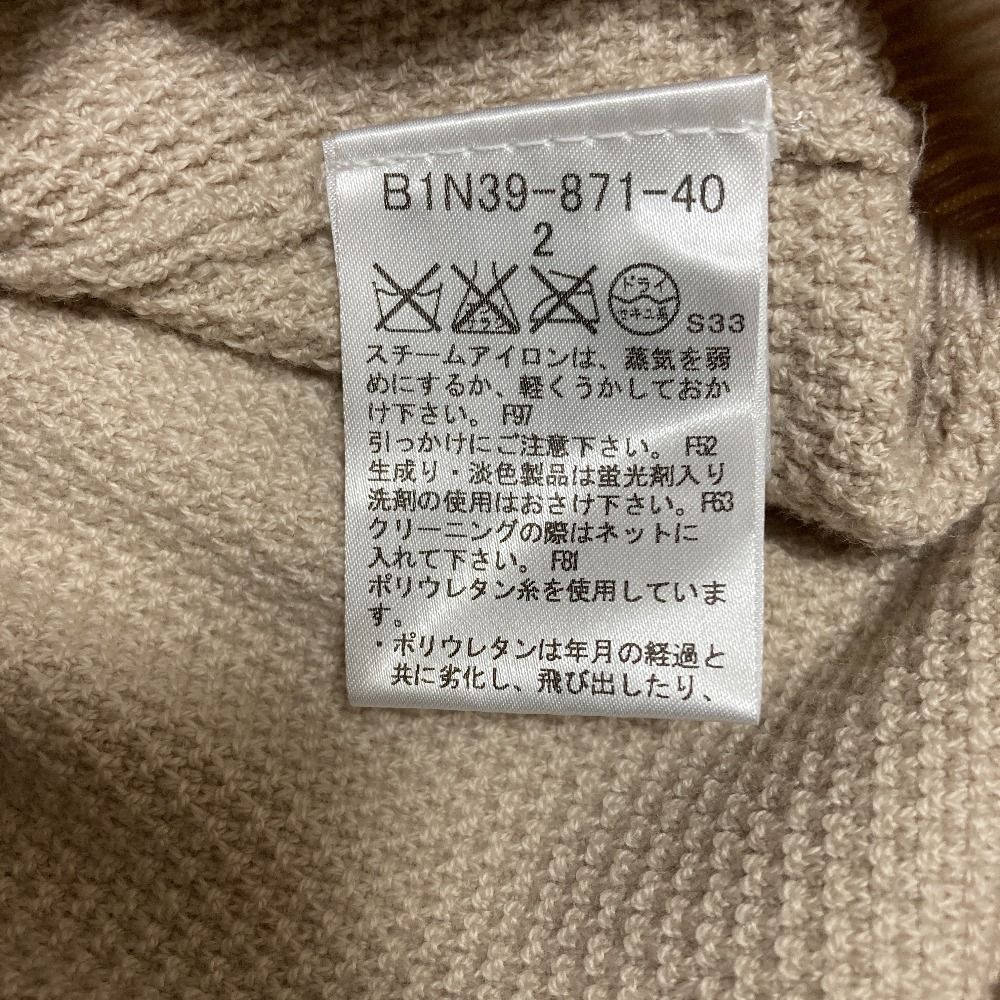 B1N39-871-40
2
エンソ
ドライ
セキユ系
S33
スチームアイロンは、蒸気を弱
めにするか、軽くうかしておか
け下さい。 F97
引っかけにご注意下さい。 F52
生成り・淡色製品は蛍光剤入り
洗剤の使用はおさけ下さい。F63
クリーニングの際はネットに
入れて下さい。 F81
ポリウレタン糸を使用していま
す。
・ポリウレタンは年月の経過と
共に劣化し、飛び出したり、